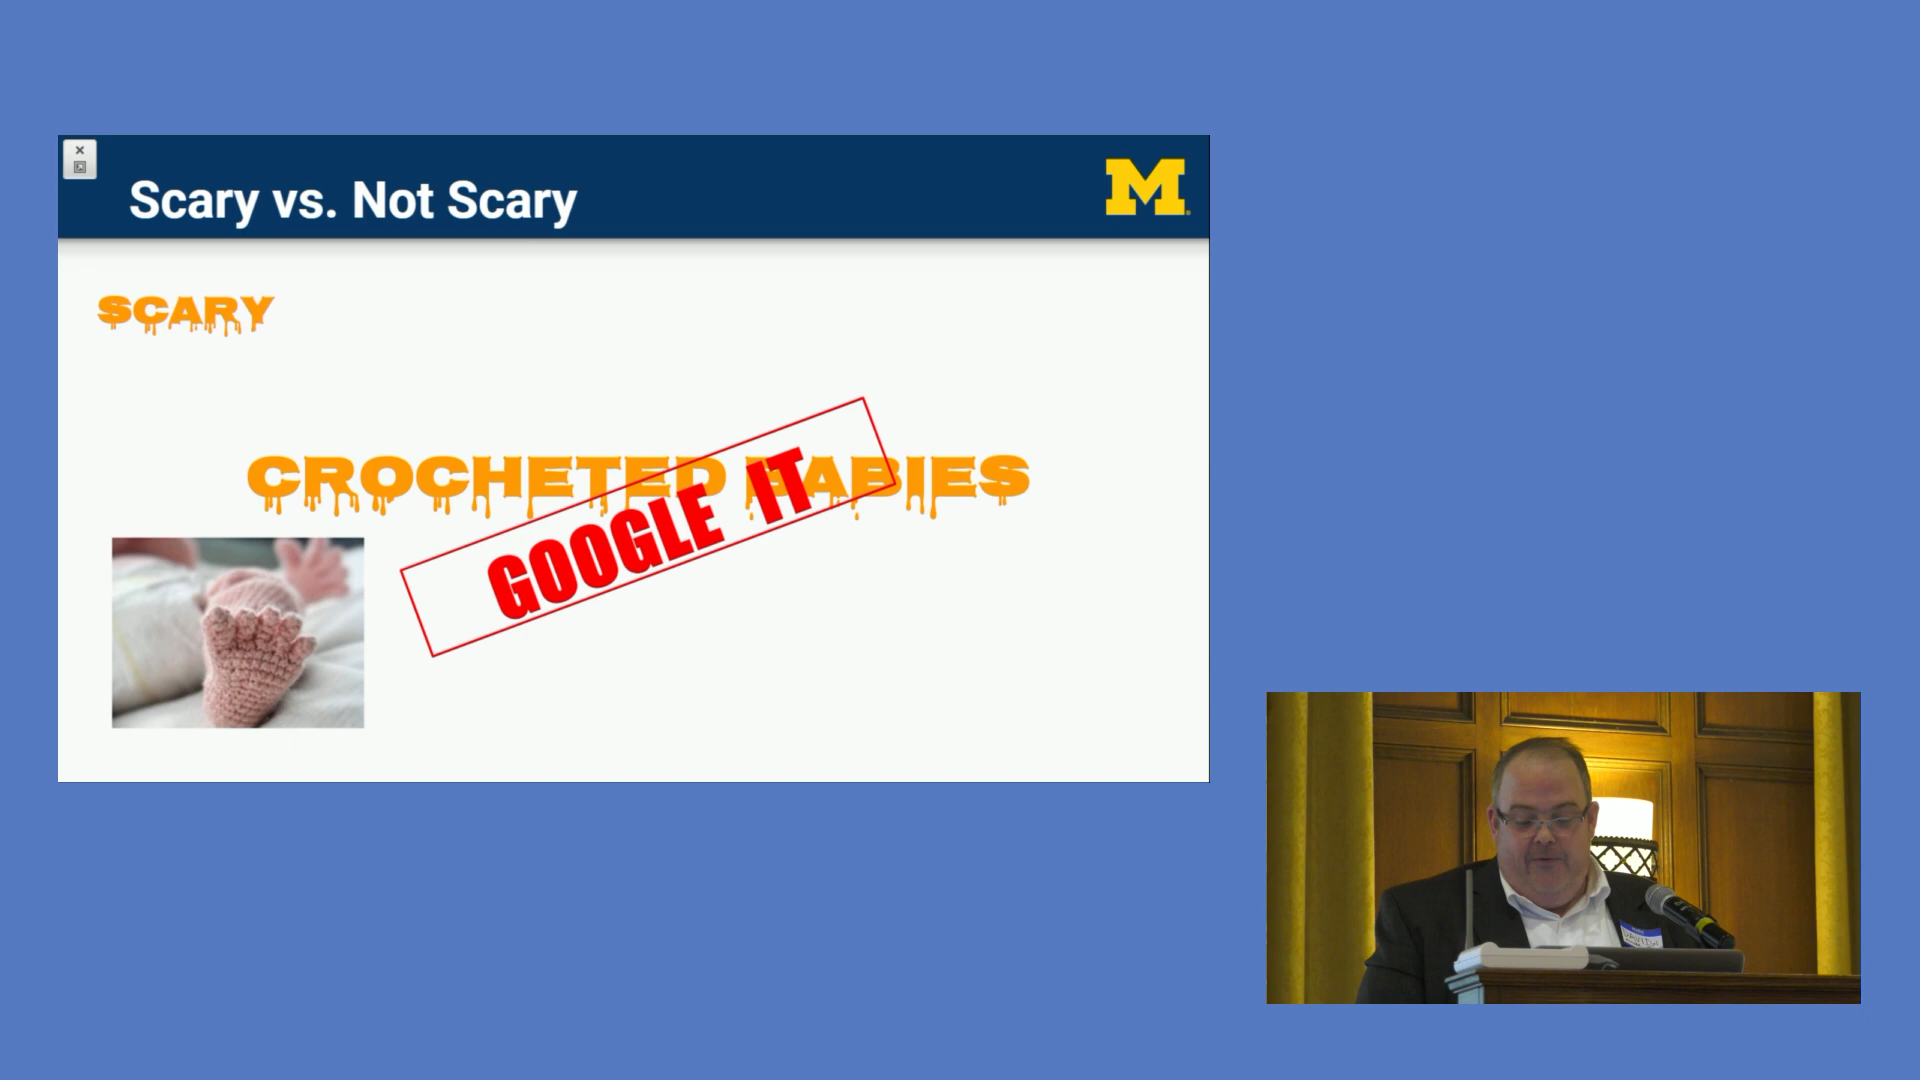 Scary vs. Not Scary
M
SCARY
CROCHETED BABIES
GOOGLE IT